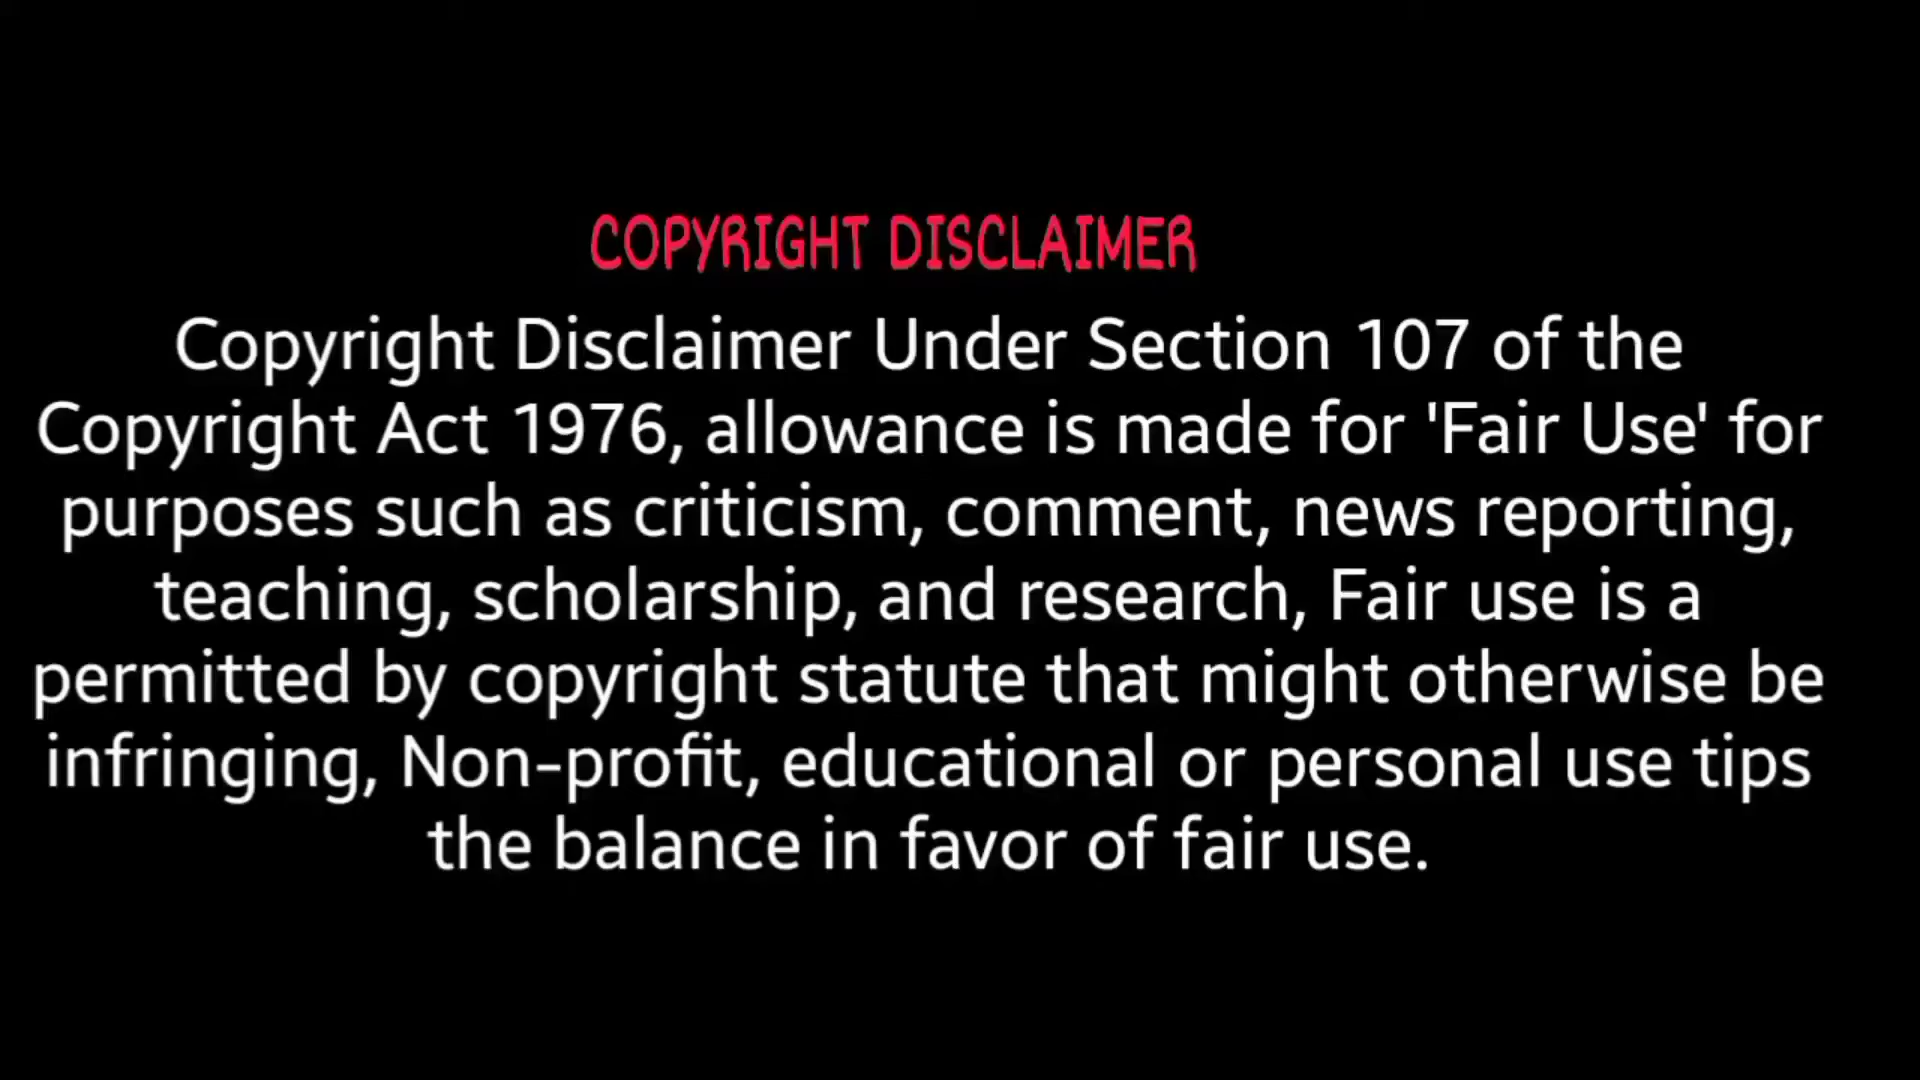 COPYRIGHT DISCLAIMER
Copyright Disclaimer Under Section 107 of the
Copyright Act 1976, allowance is made for 'Fair Use' for
purposes such as criticism, comment, news reporting,
teaching, scholarship, and research, Fair use is a
permitted by copyright statute that might otherwise be
infringing, Non-profit, educational or personal use tips
the balance in favor of fair use.